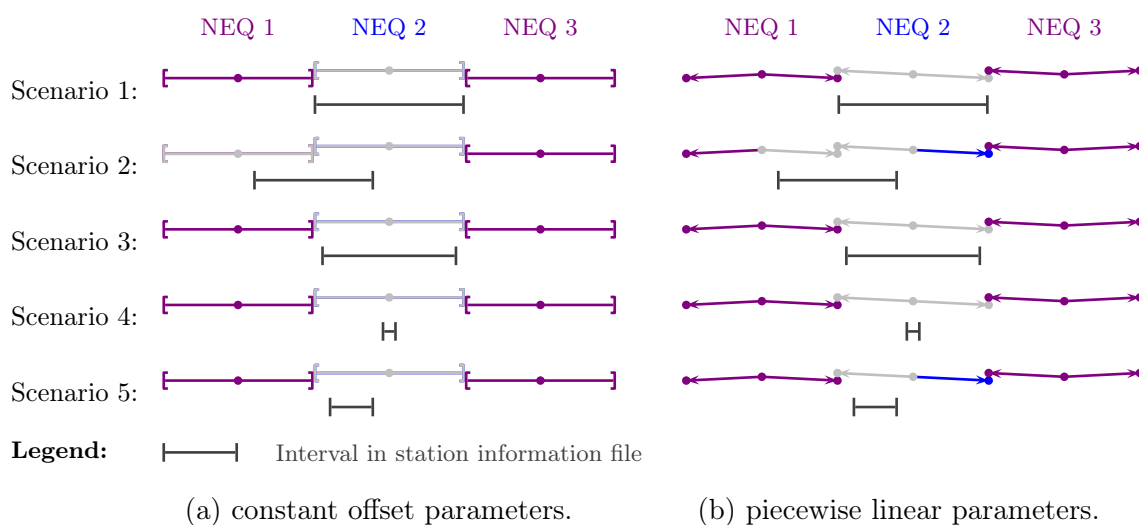 NEQ 1 NEQ 2 NEQ 3 NEQ 1 NEQ 2 NEQ 3
Scenario 1:
Scenario 2:
Scenario 3:
Scenario 4:
Scenario 5:
Legend: Interval in station information file
(a) constant offset parameters. (b) piecewise linear parameters.